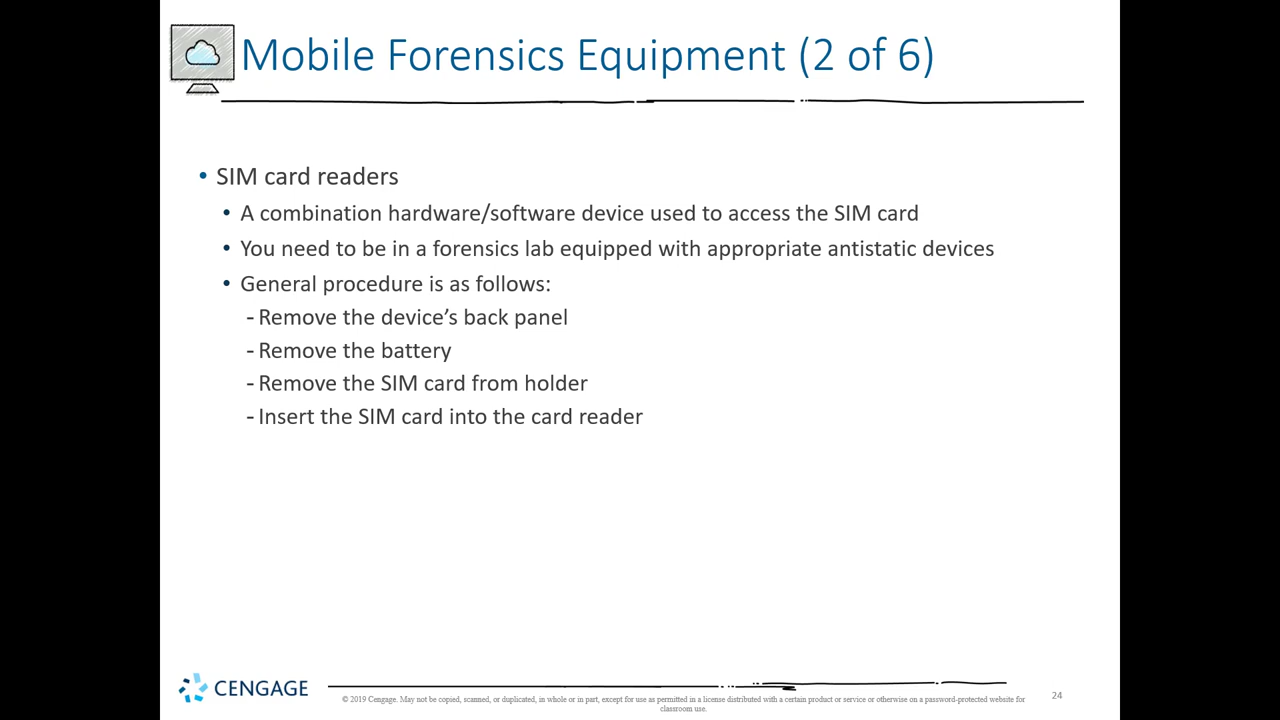 Mobile Forensics Equipment (2 of 6)
• SIM card readers
• A combination hardware/software device used to access the SIM card
• You need to be in a forensics lab equipped with appropriate antistatic devices
• General procedure is as follows:
- Remove the device’s back panel
- Remove the battery
- Remove the SIM card from holder
- Insert the SIM card into the card reader
CENGAGE
© 2019 Cengage. May not be copied, scanned, or duplicated, in whole or in part, except for use as permitted in a license distributed with a certain product or service or otherwise on a password-protected website for
classroom use.
24